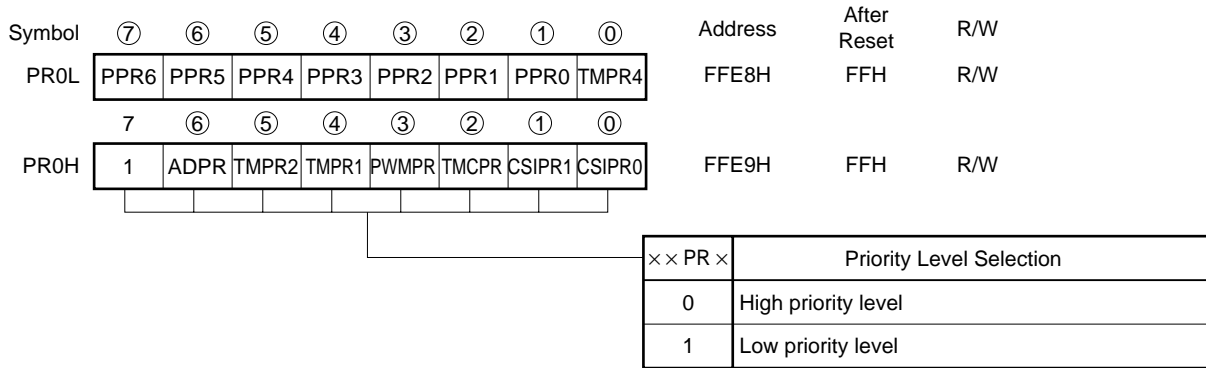 Symbol ⑦ ⑥ ⑤ ④ ③ ② ① ⓪ Address After Reset R/W
PR0L PPR6 PPR5 PPR4 PPR3 PPR2 PPR1 PPR0 TMPR4 FFE8H FFH R/W
7 ⑥ ⑤ ④ ③ ② ① ⓪
PR0H 1 ADPR TMPR2 TMPR1 PWMPR TMCPR CSIPR1 CSIPR0 FFE9H FFH R/W
××PR× Priority Level Selection
0 High priority level
1 Low priority level